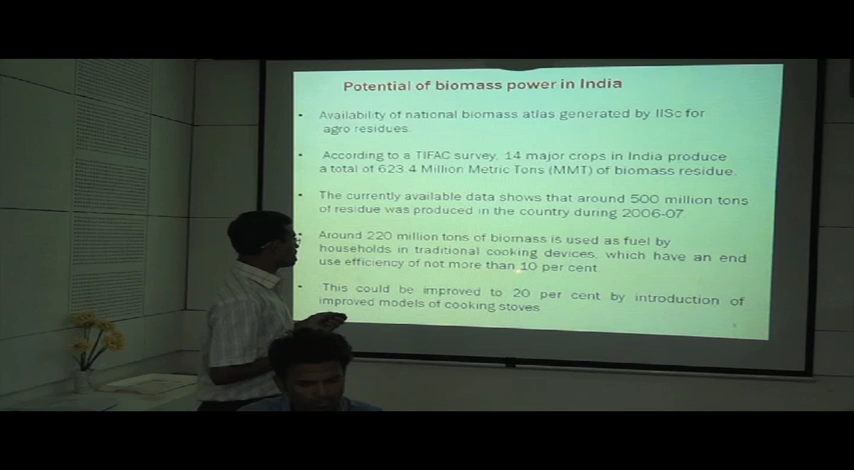 Potential of biomass power in India
• Availability of national biomass atlas generated by IISc for
agro residues.
• According to a TIFAC survey, 14 major crops in India produce
a total of 623.4 Million Metric Tons (MMT) of biomass residue.
• The currently available data shows that around 500 million tons
of residue was produced in the country during 2006-07
• Around 220 million tons of biomass is used as fuel by
households in traditional cooking devices, which have an end
use efficiency of not more than 10 per cent
• This could be improved to 20 per cent by introduction of
improved models of cooking stoves